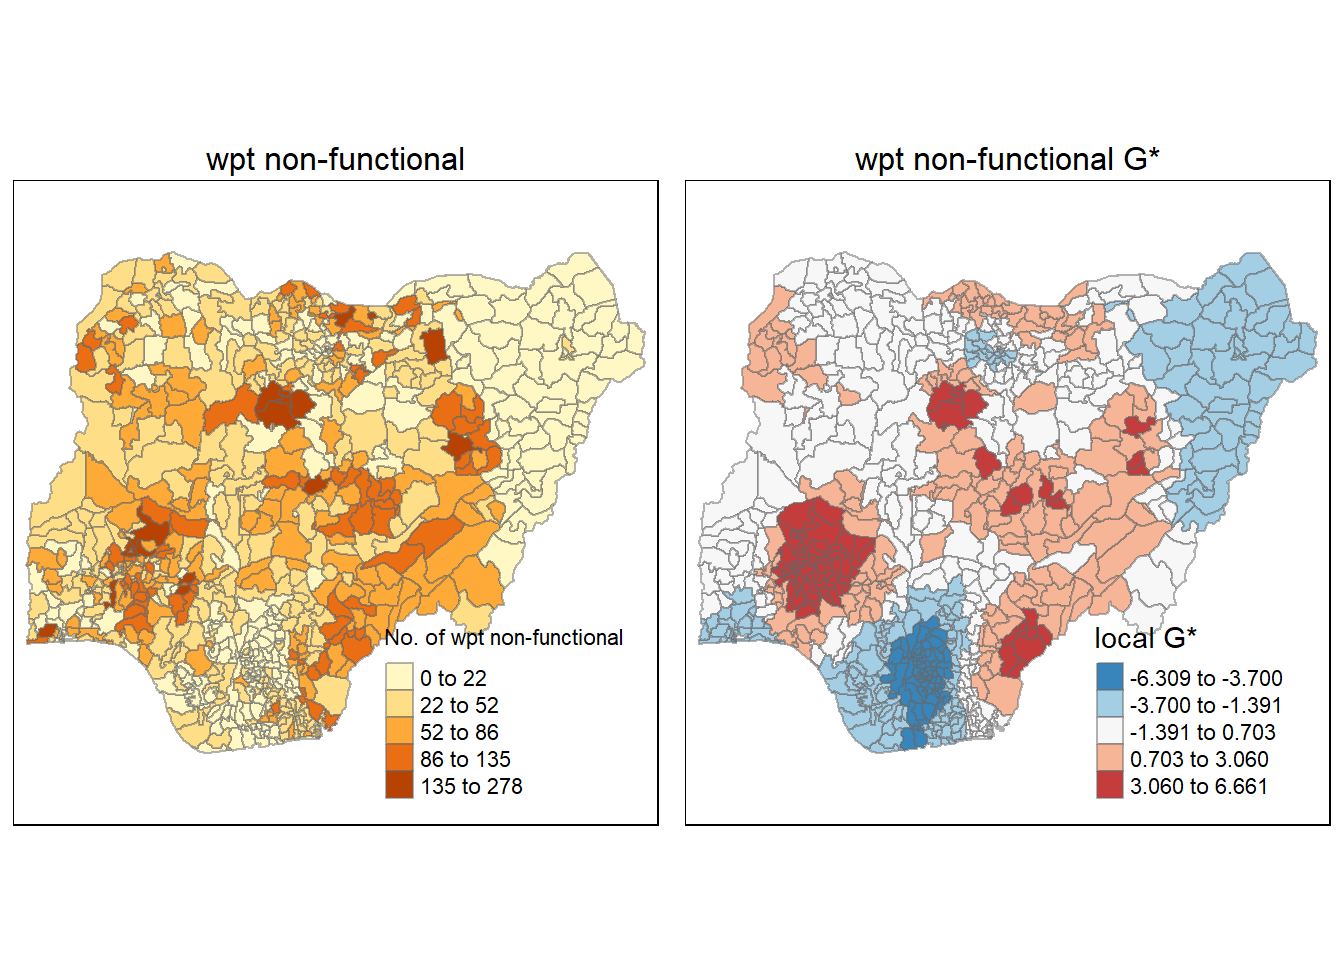 wpt non-functional
No. of wpt non-functional
0 to 22
22 to 52
52 to 86
86 to 135
135 to 278
wpt non-functional G*
local G*
-6.309 to -3.700
-3.700 to -1.391
-1.391 to 0.703
0.703 to 3.060
3.060 to 6.661